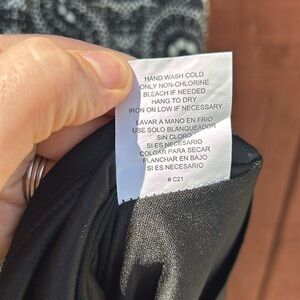 HAND WASH COLD
ONLY NON-CHLORINE
BLEACH IF NEEDED
HANG TO DRY
IRON ON LOW IF NECESSARY
LAVAR A MANO EN FRIO
USE SOLO BLANQUEADOR
SIN CLORO
SI ES NECESARIO
COLGAR PARA SECAR
PLANCHAR EN BAJO
SI ES NECESARIO
# C21